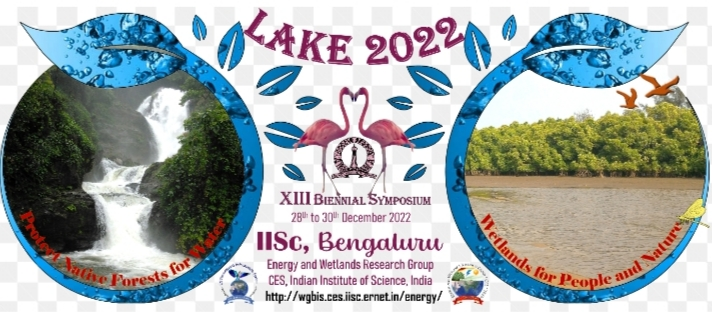 LAKE 2022
XIII BIENNIAL SYMPOSIUM
28th to 30th December 2022
IISc, Bengaluru
Energy and Wetlands Research Group
CES, Indian Institute of Science, India
http://wgbis.ces.iisc.ernet.in/energy/
Protect Native Forests for Water
Wetlands for People and Nature